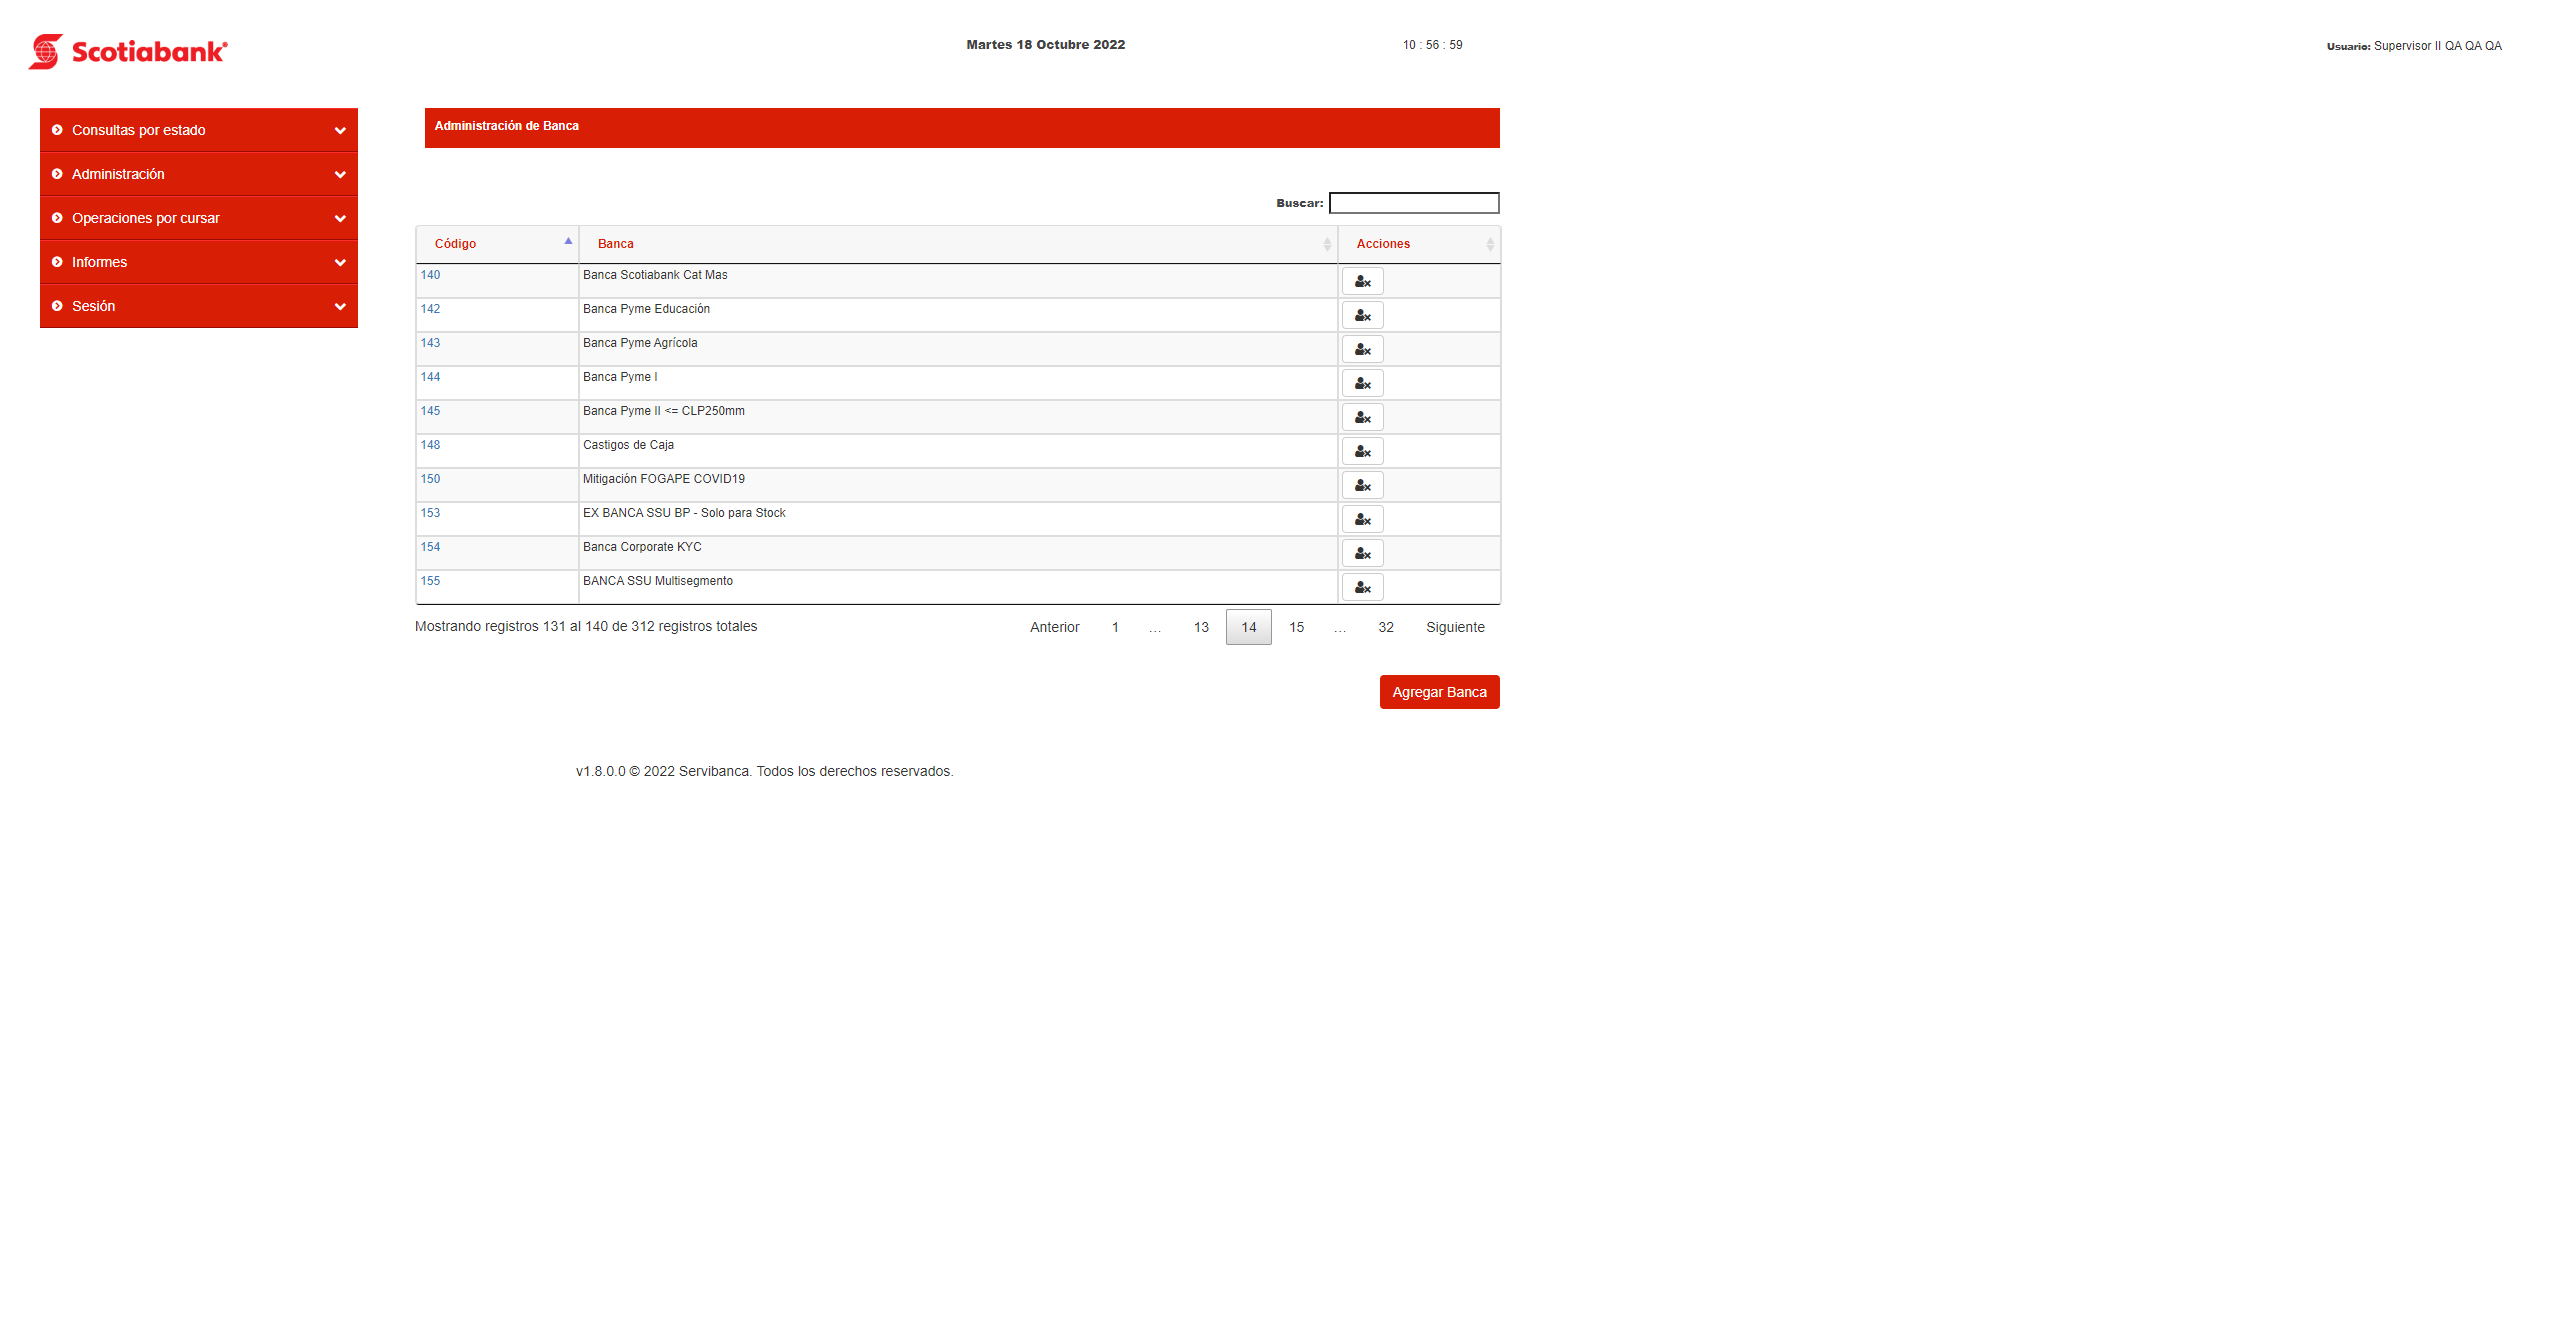 Scotiabank®
Martes 18 Octubre 2022
10 : 56 : 59
Usuario: Supervisor II QA QA QA
Consultas por estado
Administración
Operaciones por cursar
Informes
Sesión
Administración de Banca
Buscar:
Código Banca Acciones
140 Banca Scotiabank Cat Mas
142 Banca Pyme Educación
143 Banca Pyme Agrícola
144 Banca Pyme I
145 Banca Pyme II <= CLP250mm
148 Castigos de Caja
150 Mitigación FOGAPE COVID19
153 EX BANCA SSU BP - Solo para Stock
154 Banca Corporate KYC
155 BANCA SSU Multisegmento
Mostrando registros 131 al 140 de 312 registros totales
Anterior 1 … 13 14 15 … 32 Siguiente
Agregar Banca
v1.8.0.0 © 2022 Servibanca. Todos los derechos reservados.